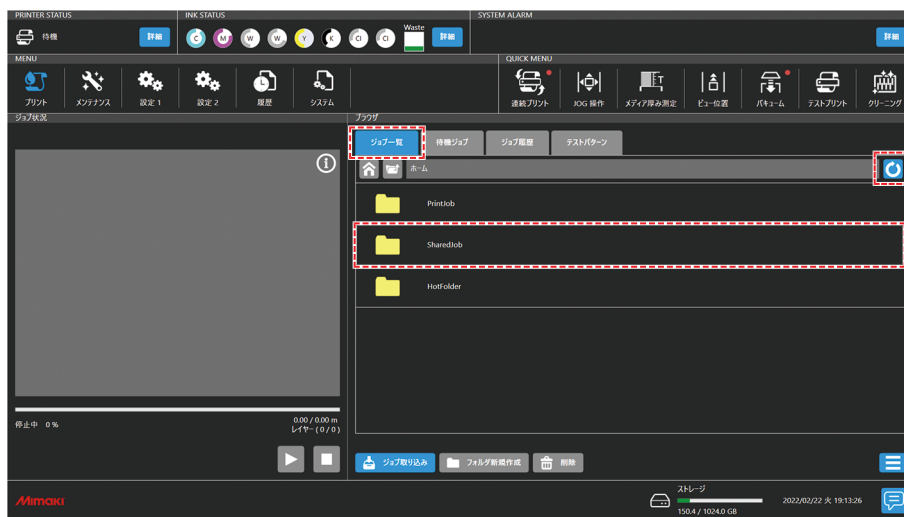 PRINTER STATUS
INK STATUS
SYSTEM ALARM
待機
詳細
C
M
W
W
Y
K
Cl
Cl
Waste
詳細
詳細
MENU
QUICK MENU
プリント
メンテナンス
設定 1
設定 2
履歴
システム
連続プリント
JOG 操作
メディア厚み測定
ビュー位置
バキューム
テストプリント
クリーニング
ジョブ状況
ブラウザ
ジョブ一覧
待機ジョブ
ジョブ履歴
テストパターン
ホーム
PrintJob
SharedJob
HotFolder
停止中 0 %
0.00 / 0.00 m
レイヤー ( 0 / 0 )
ジョブ取り込み
フォルダ新規作成
削除
Mimaki
ストレージ
150.4 / 1024.0 GB
2022/02/22 火 19:13:26